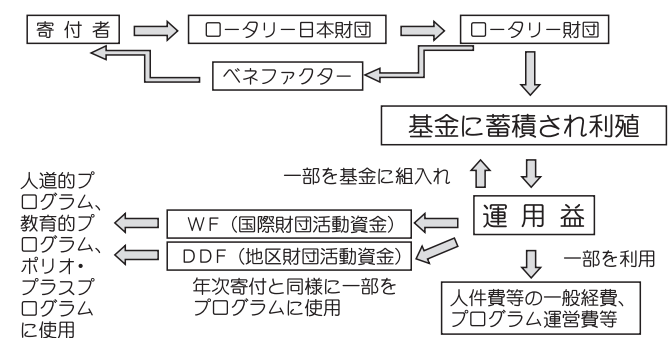 寄付者
ロータリー日本財団
ロータリー財団
ベネファクター
基金に蓄積され利殖
一部を基金に組入れ
運用益
WF（国際財団活動資金）
DDF（地区財団活動資金）
年次寄付と同様に一部を
プログラムに使用
人道的プ
ログラム、
教育的プ
ログラム、
ポリオ・
プラスプ
ログラム
に使用
一部を利用
人件費等の一般経費、
プログラム運営費等